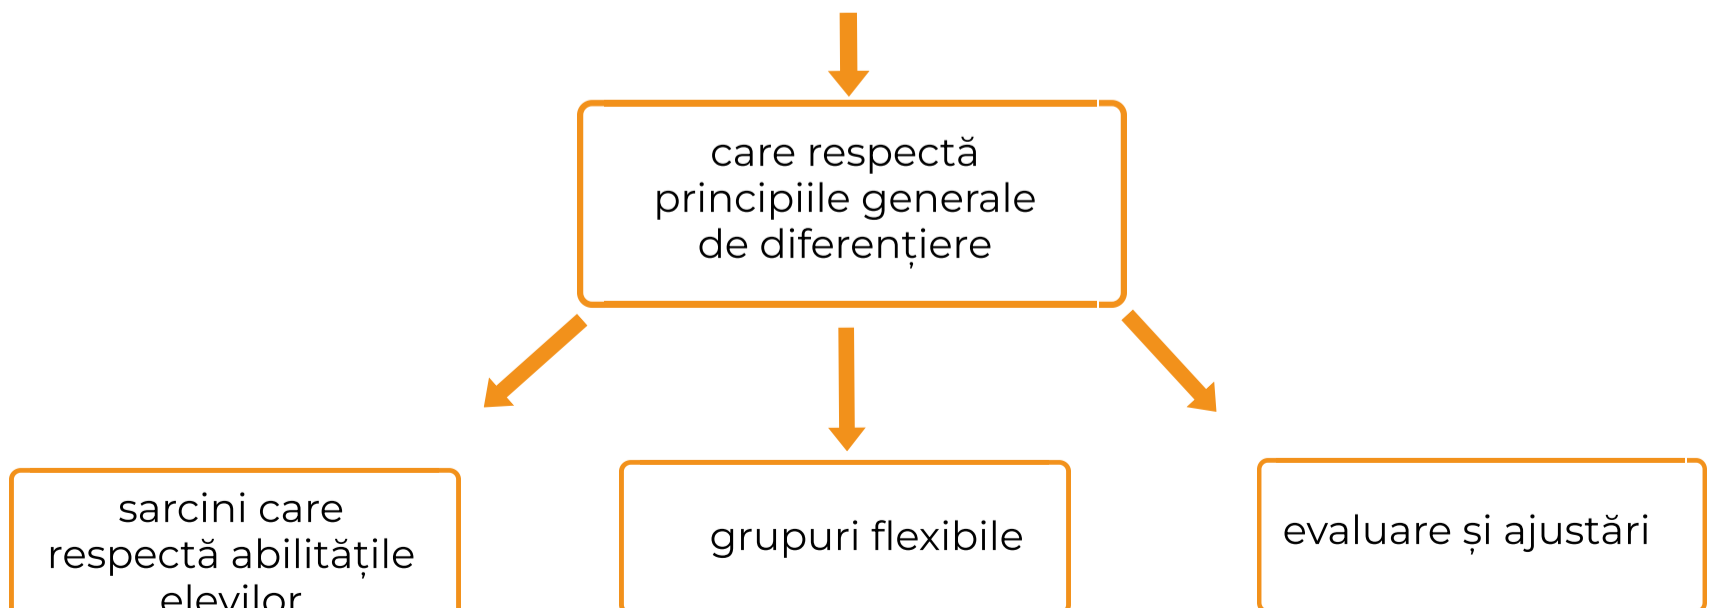 care respectă
principiile generale
de diferențiere
sarcini care
respectă abilitățile
elevilor
grupuri flexibile
evaluare și ajustări